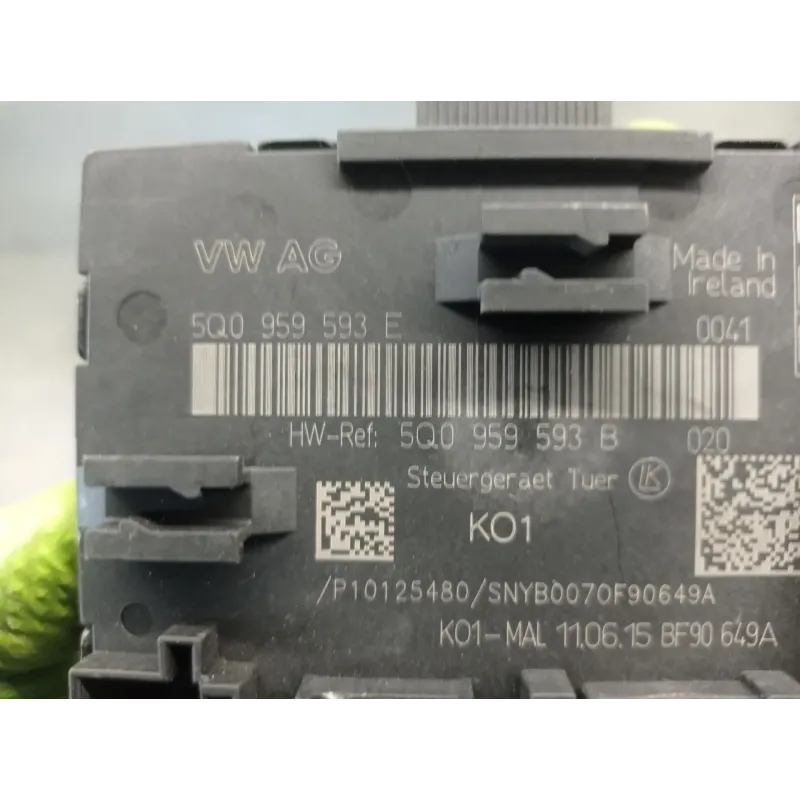 VW AG
Made in
Ireland
5Q0 959 593 E 0041
HW-Ref: 5Q0 959 593 B 020
Steuergeraet Tuer LK
KO1
/P10125480/SNYB0070F90649A
KO1-MAL 11.06.15 BF90 649A